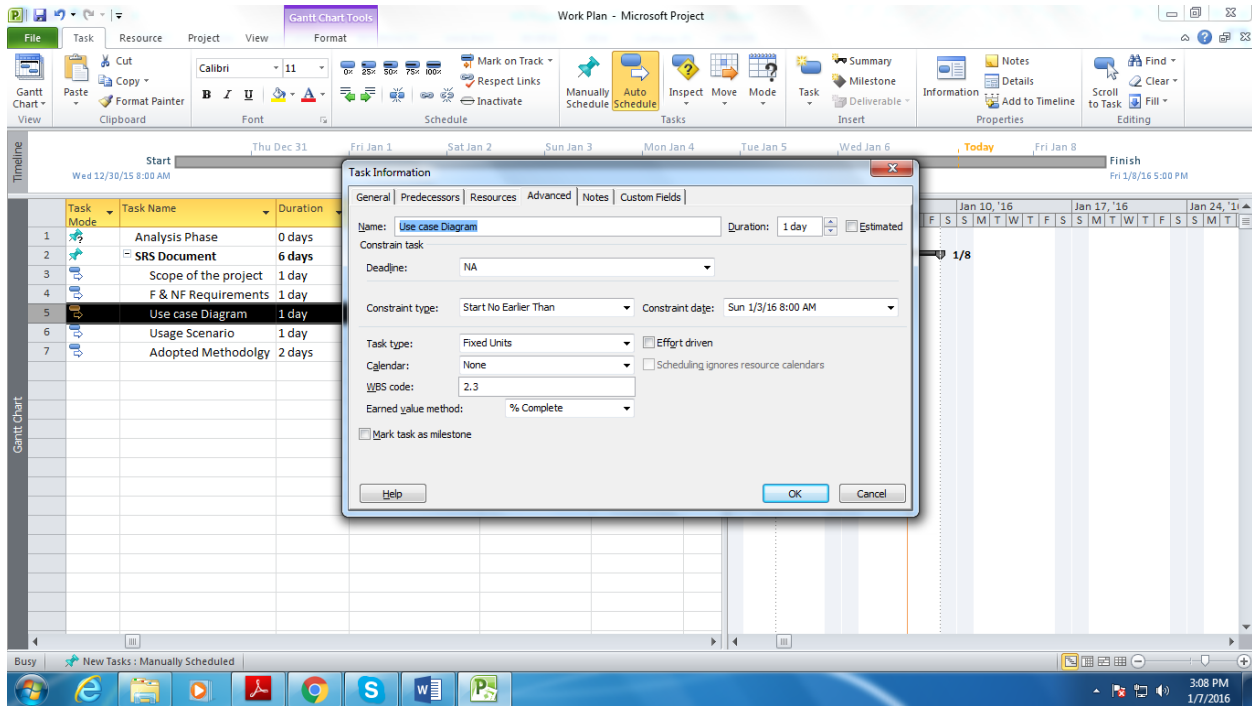 Gantt Chart Tools
Work Plan - Microsoft Project
File Task Resource Project View Format
Cut
Copy
Format Painter
Paste
Gantt Chart
View
Clipboard
Calibri 11
B I U A
Font
0% 25% 50% 75% 100%
Mark on Track
Respect Links
Inactivate
Schedule
Manually Schedule
Auto Schedule
Inspect Move Mode
Tasks
Task
Summary
Milestone
Deliverable
Insert
Information
Notes
Details
Add to Timeline
Properties
Scroll to Task
Find
Clear
Fill
Editing
Timeline
Thu Dec 31 Fri Jan 1 Sat Jan 2 Sun Jan 3 Mon Jan 4 Tue Jan 5 Wed Jan 6 Today Fri Jan 8
Start
Wed 12/30/15 8:00 AM
Finish
Fri 1/8/16 5:00 PM
Task Mode Task Name Duration
1 Analysis Phase 0 days
2 SRS Document 6 days
3 Scope of the project 1 day
4 F & NF Requirements 1 day
5 Use case Diagram 1 day
6 Usage Scenario 1 day
7 Adopted Methodolgy 2 days
Gantt Chart
Jan 10, '16 Jan 17, '16 Jan 24, '1
F S S M T W T F S S M T W T F S S M T
1/8
Task Information
General Predecessors Resources Advanced Notes Custom Fields
Name: Use case Diagram Duration: 1 day Estimated
Constrain task
Deadline: NA
Constraint type: Start No Earlier Than Constraint date: Sun 1/3/16 8:00 AM
Task type: Fixed Units Effort driven
Calendar: None Scheduling ignores resource calendars
WBS code: 2.3
Earned value method: % Complete
Mark task as milestone
Help OK Cancel
Busy New Tasks : Manually Scheduled
3:08 PM
1/7/2016